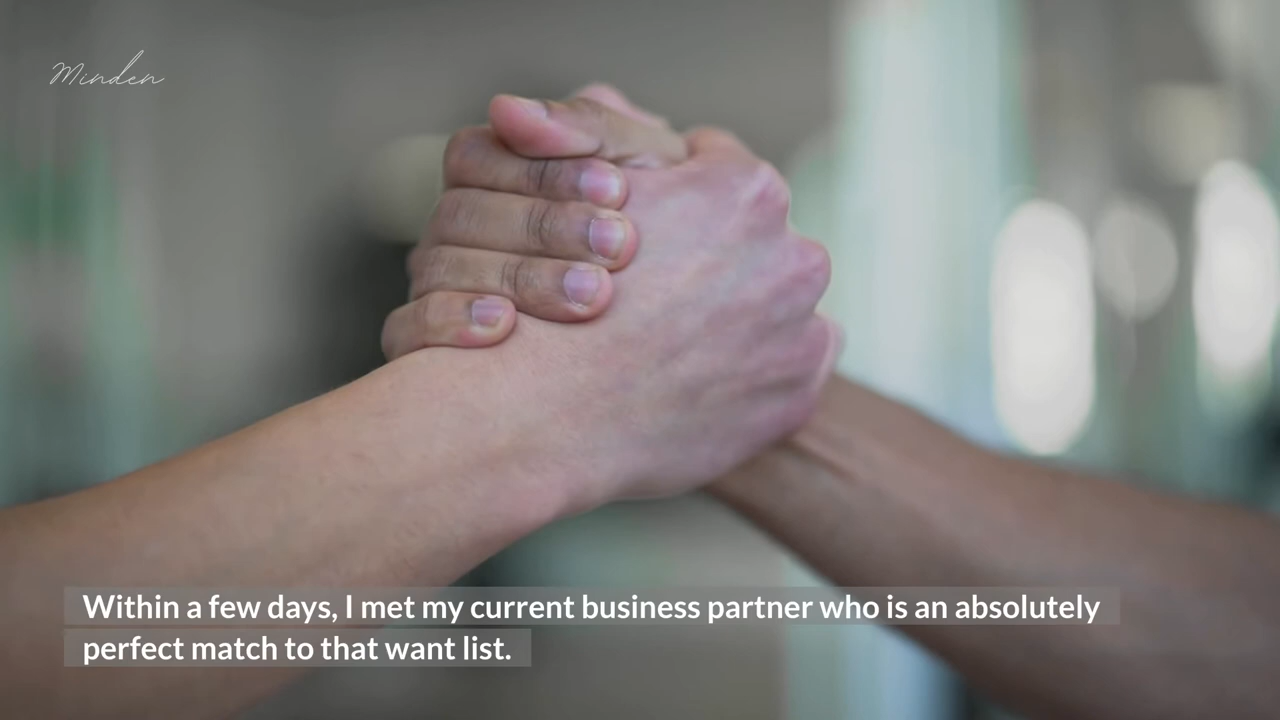 Minden
Within a few days, I met my current business partner who is an absolutely
perfect match to that want list.